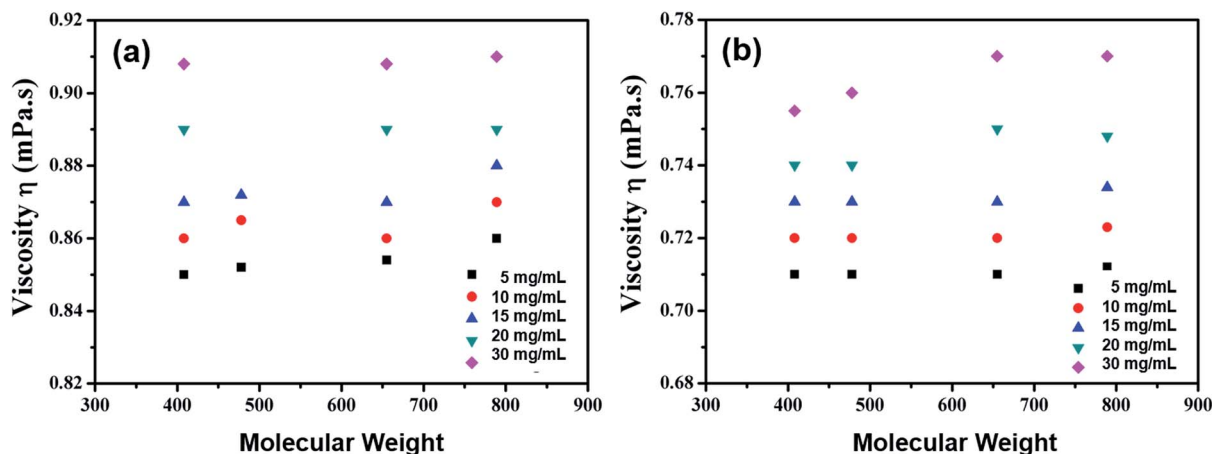 (a)
Viscosity η (mPa.s)
0.92
0.90
0.88
0.86
0.84
0.82
5 mg/mL
10 mg/mL
15 mg/mL
20 mg/mL
30 mg/mL
300 400 500 600 700 800 900
Molecular Weight
(b)
Viscosity η (mPa.s)
0.78
0.76
0.74
0.72
0.70
0.68
5 mg/mL
10 mg/mL
15 mg/mL
20 mg/mL
30 mg/mL
300 400 500 600 700 800 900
Molecular Weight